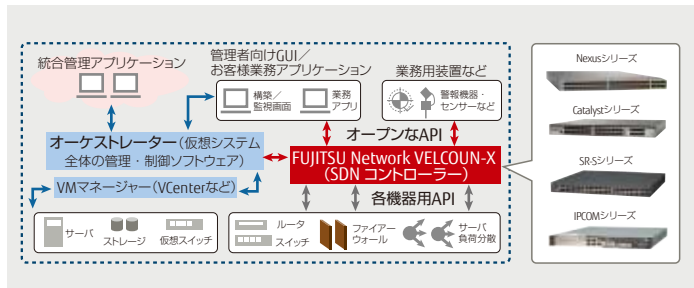 統合管理アプリケーション
管理者向けGUI／
お客様業務アプリケーション
構築／
監視画面
業務
アプリ
業務用装置など
警報機器・
センサーなど
オープンなAPI
オーケストレーター（仮想システム
全体の管理・制御ソフトウェア）
FUJITSU Network VELCOUN-X
（SDN コントローラー）
VMマネージャー（VCenterなど）
各機器用API
サーバ
ストレージ
仮想スイッチ
ルータ
スイッチ
ファイアー
ウォール
サーバ
負荷分散
Nexusシリーズ
Catalystシリーズ
SR-Sシリーズ
IPCOMシリーズ